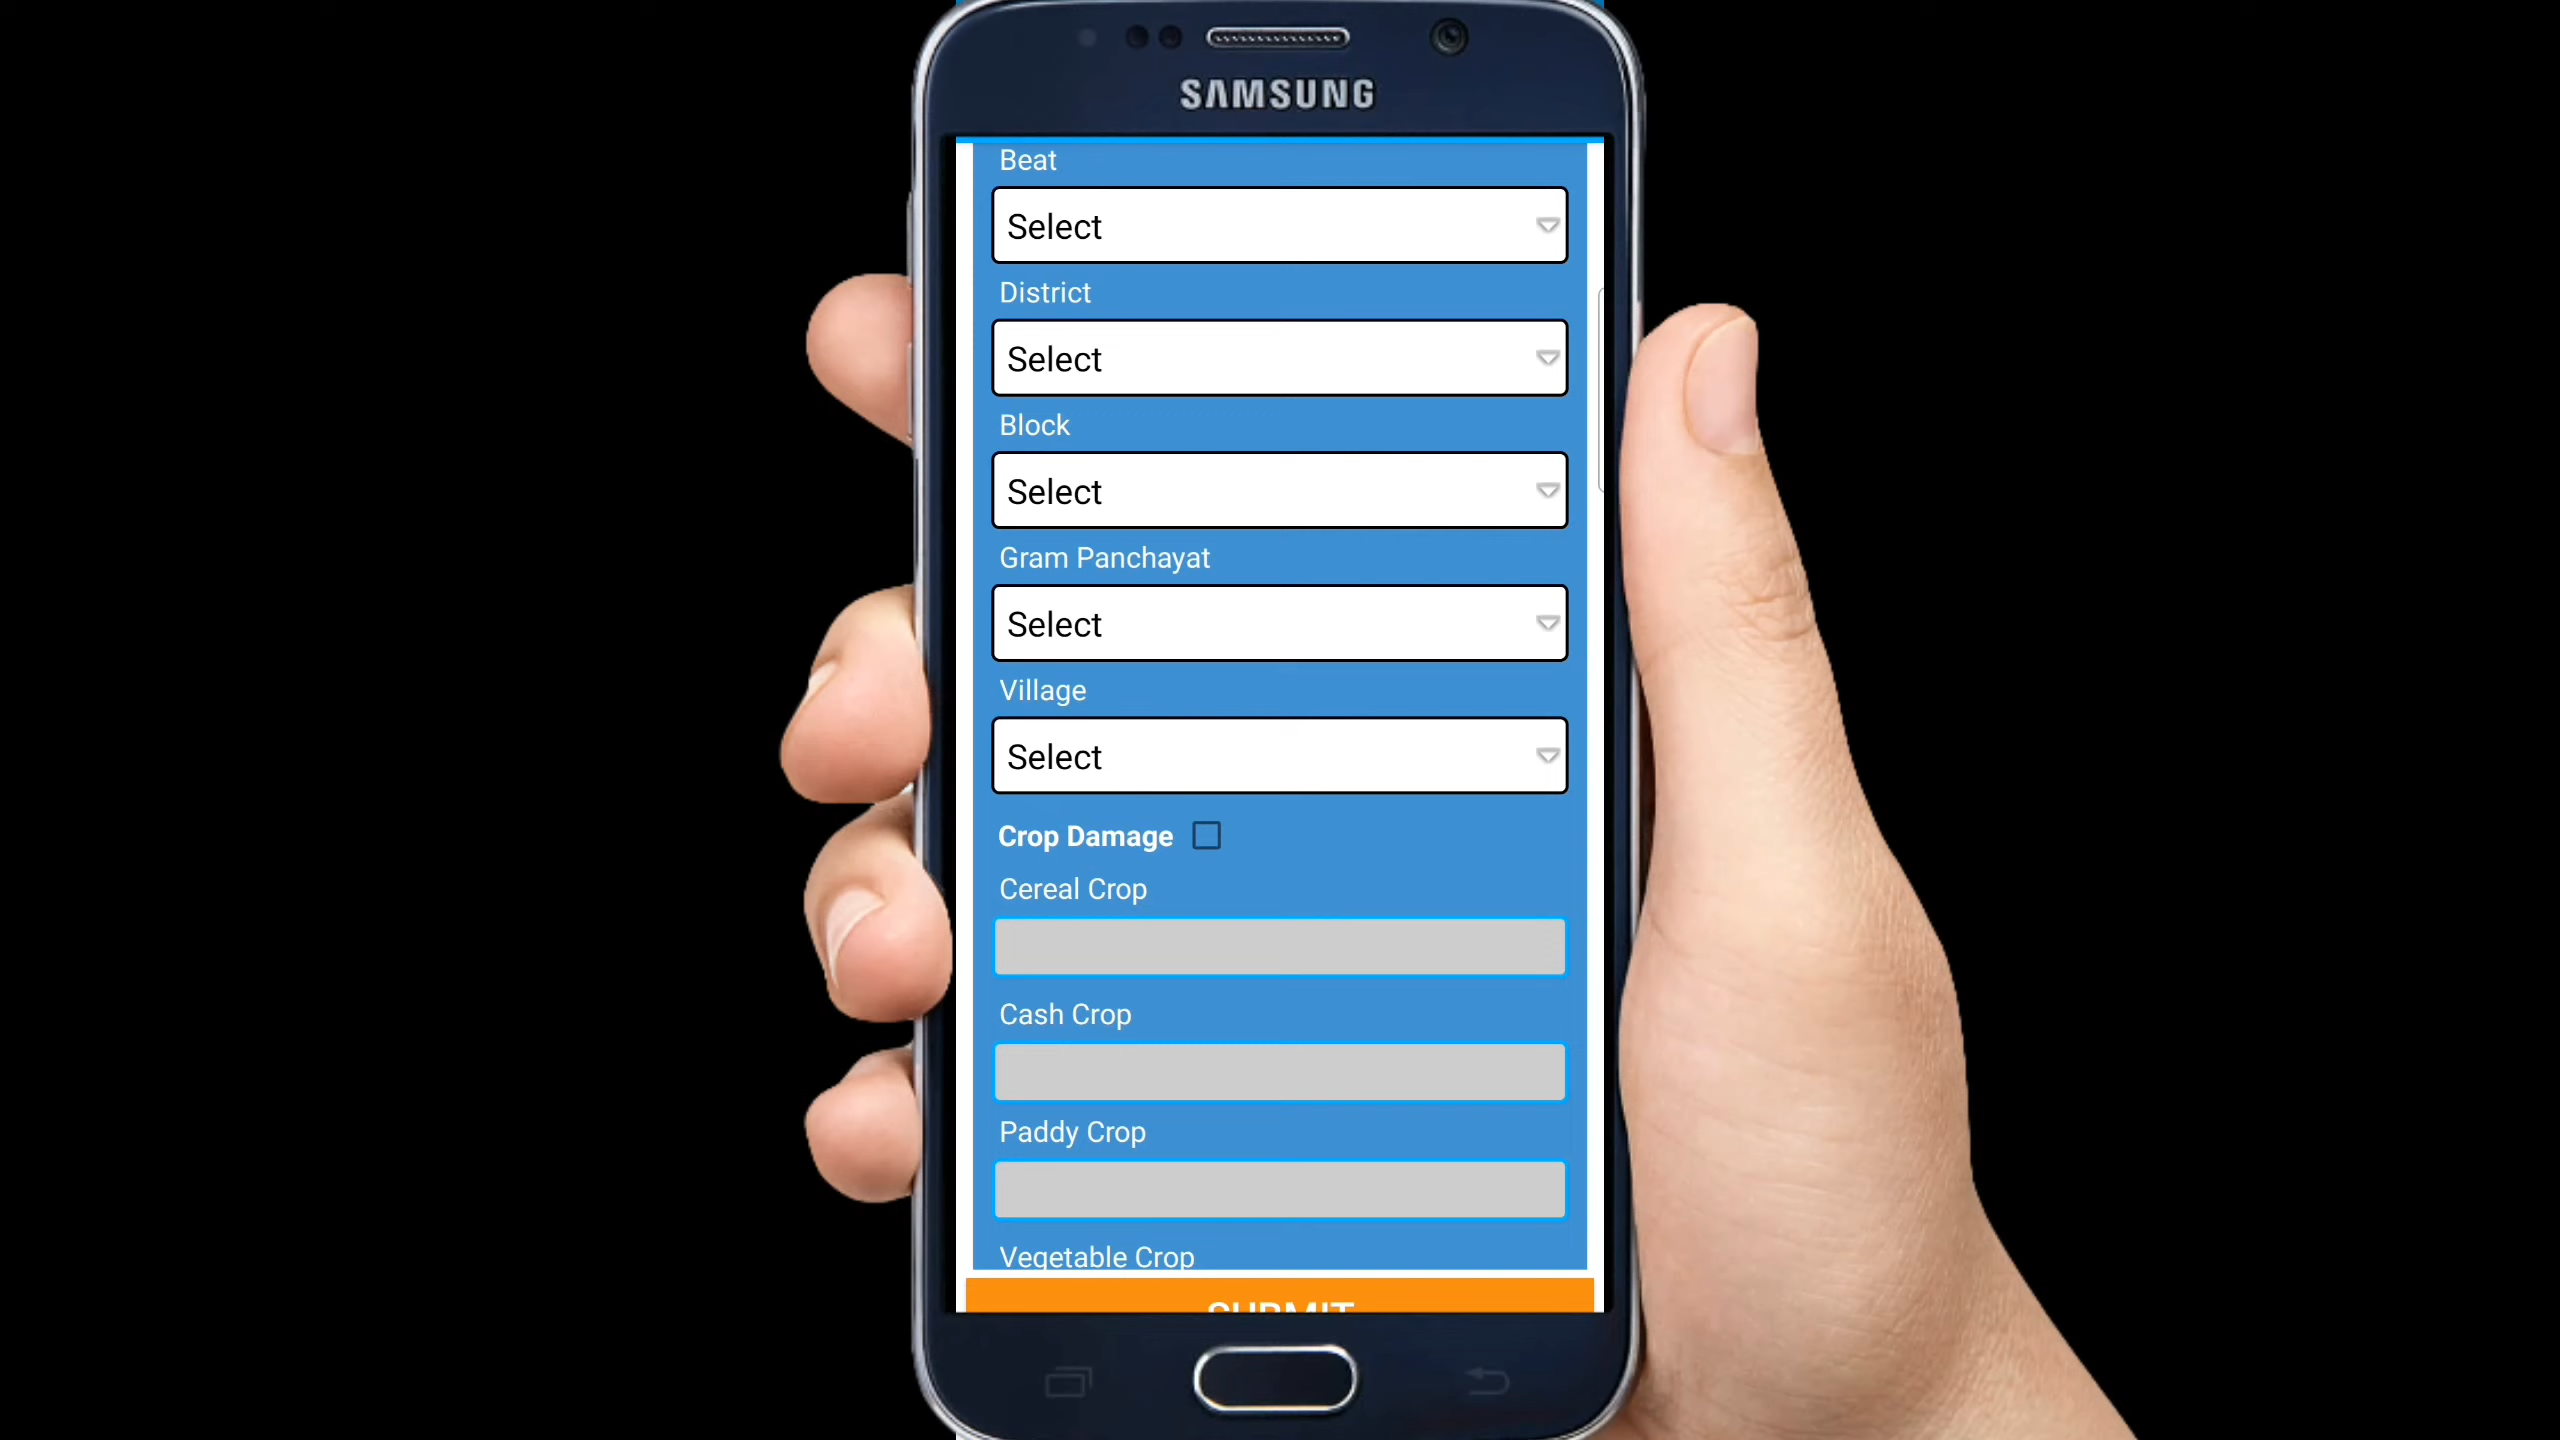 SAMSUNG
Beat
Select
District
Select
Block
Select
Gram Panchayat
Select
Village
Select
Crop Damage
Cereal Crop
Cash Crop
Paddy Crop
Vegetable Crop
SUBMIT